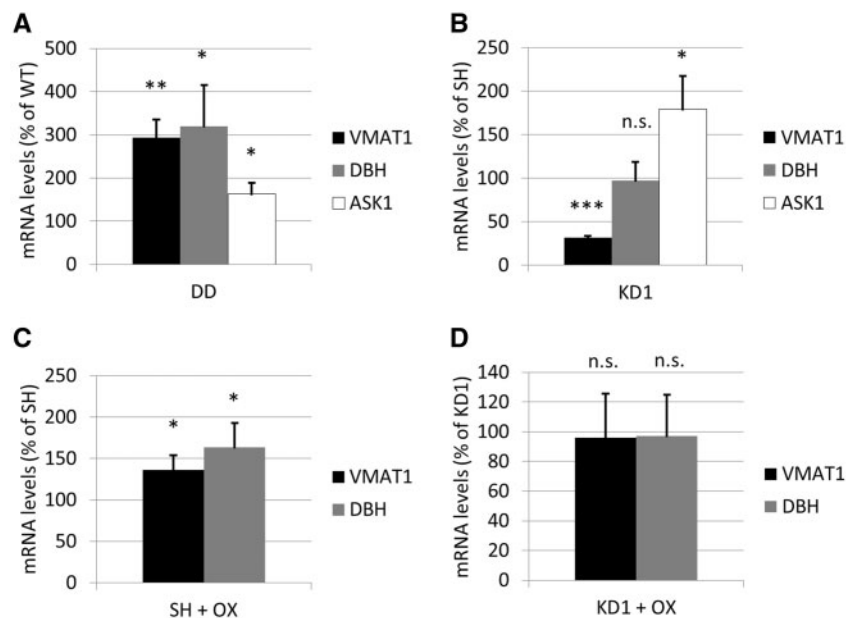 A
mRNA levels (% of WT)
500
400
300
200
100
0
**
*
*
DD
VMAT1
DBH
ASK1
B
mRNA levels (% of SH)
250
200
150
100
50
0
***
n.s.
*
KD1
VMAT1
DBH
ASK1
C
mRNA levels (% of SH)
250
200
150
100
50
0
*
*
SH + OX
VMAT1
DBH
D
mRNA levels (% of KD1)
140
120
100
80
60
40
20
0
n.s.
n.s.
KD1 + OX
VMAT1
DBH